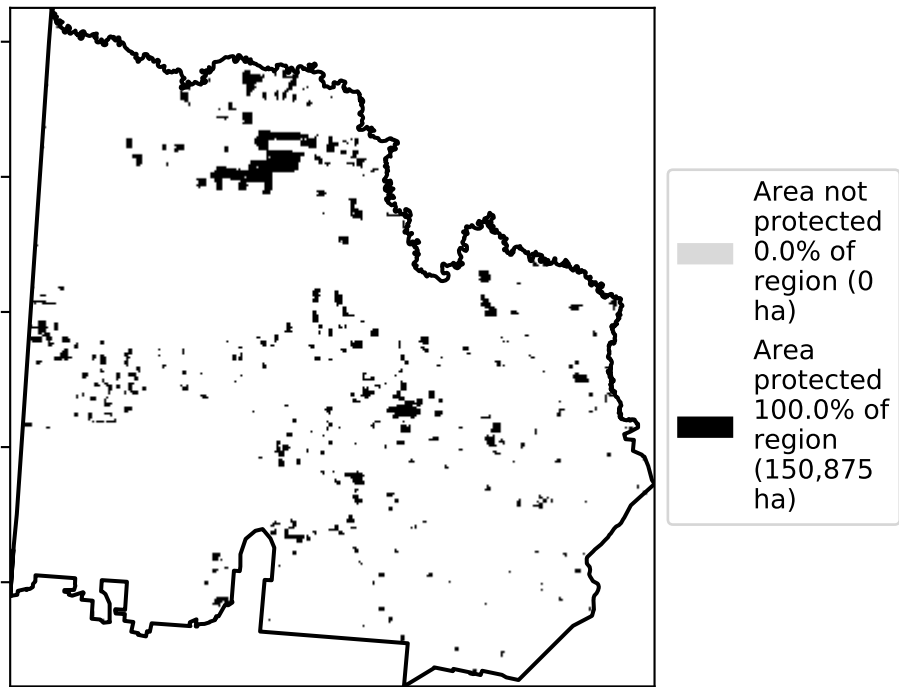 Area not
protected
0.0% of
region (0
ha)
Area
protected
100.0% of
region
(150,875
ha)